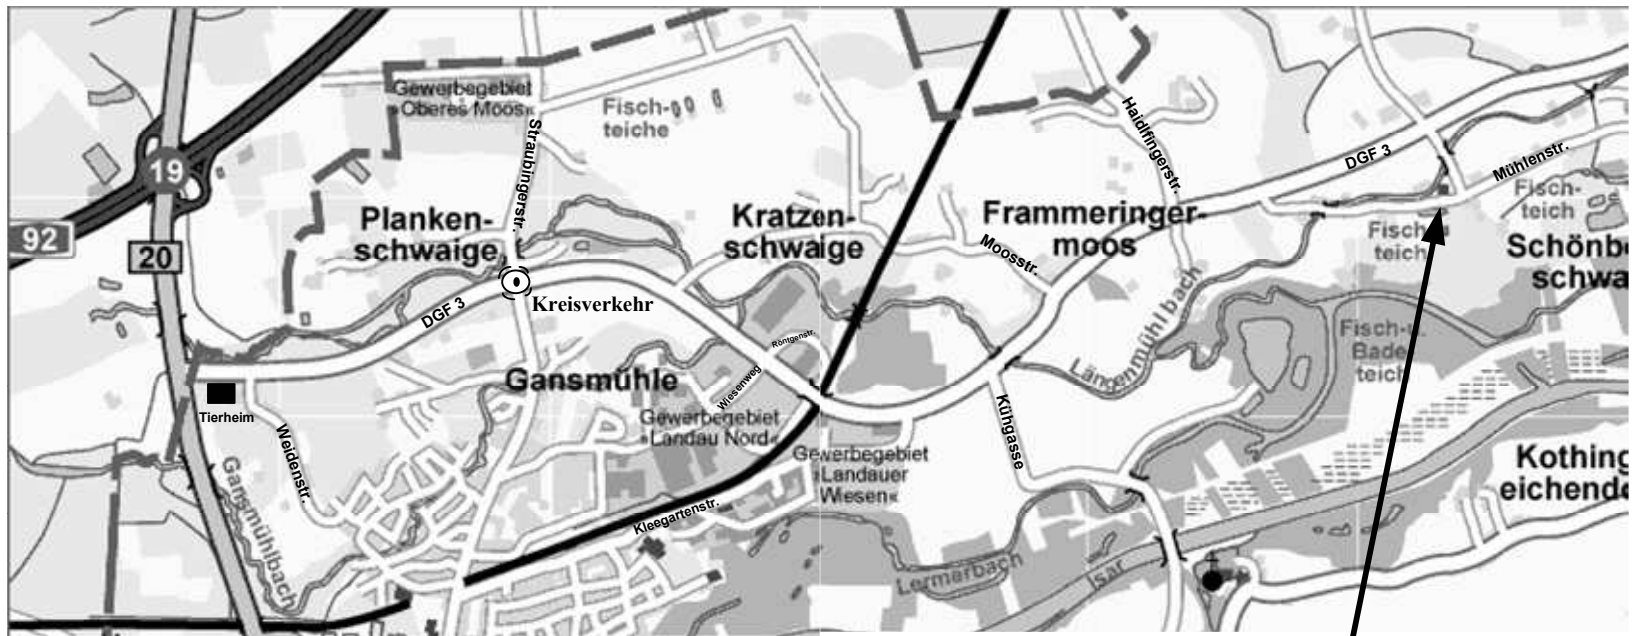 Gewerbegebiet
»Oberes Moos«
Fisch-
teiche
Straubingerstr.
Haidlfingerstr.
19
92
20
Planken-
schwaige
Kratzen-
schwaige
Frammeringer-
moos
Moosstr.
DGF 3
Mühlenstr.
Fisch-
teich
Fisch-
teich
Schönb
schwa
Kreisverkehr
DGF 3
Röntgenstr.
Wiesenweg
Gansmühle
Gewerbegebiet
»Landau Nord«
Gewerbegebiet
»Landauer
Wiesen«
Längenmühlbach
Fisch-u.
Bade
teich
Tierheim
Weidenstr.
Gansmühlbach
Kühgasse
Kleegartenstr.
Lermerbach
Isar
Kothing
eichendo